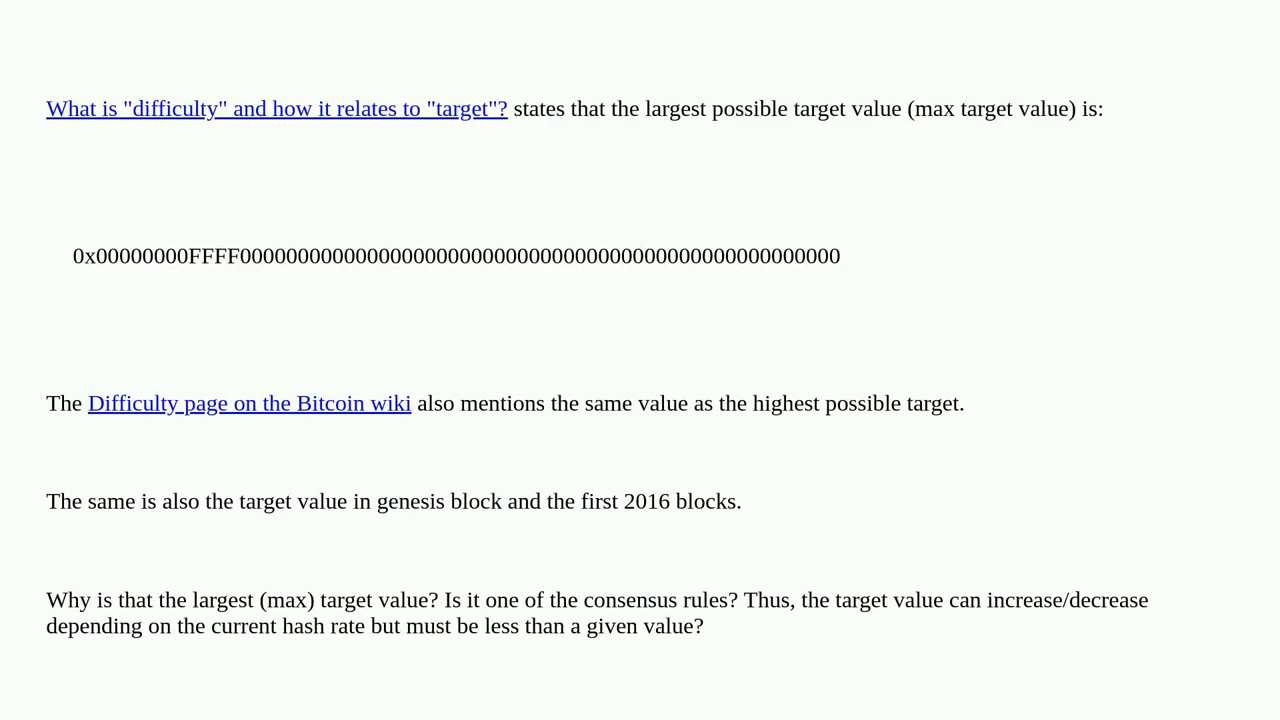 What is "difficulty" and how it relates to "target"? states that the largest possible target value (max target value) is:
0x00000000FFFF0000000000000000000000000000000000000000000000000000
The Difficulty page on the Bitcoin wiki also mentions the same value as the highest possible target.
The same is also the target value in genesis block and the first 2016 blocks.
Why is that the largest (max) target value? Is it one of the consensus rules? Thus, the target value can increase/decrease
depending on the current hash rate but must be less than a given value?